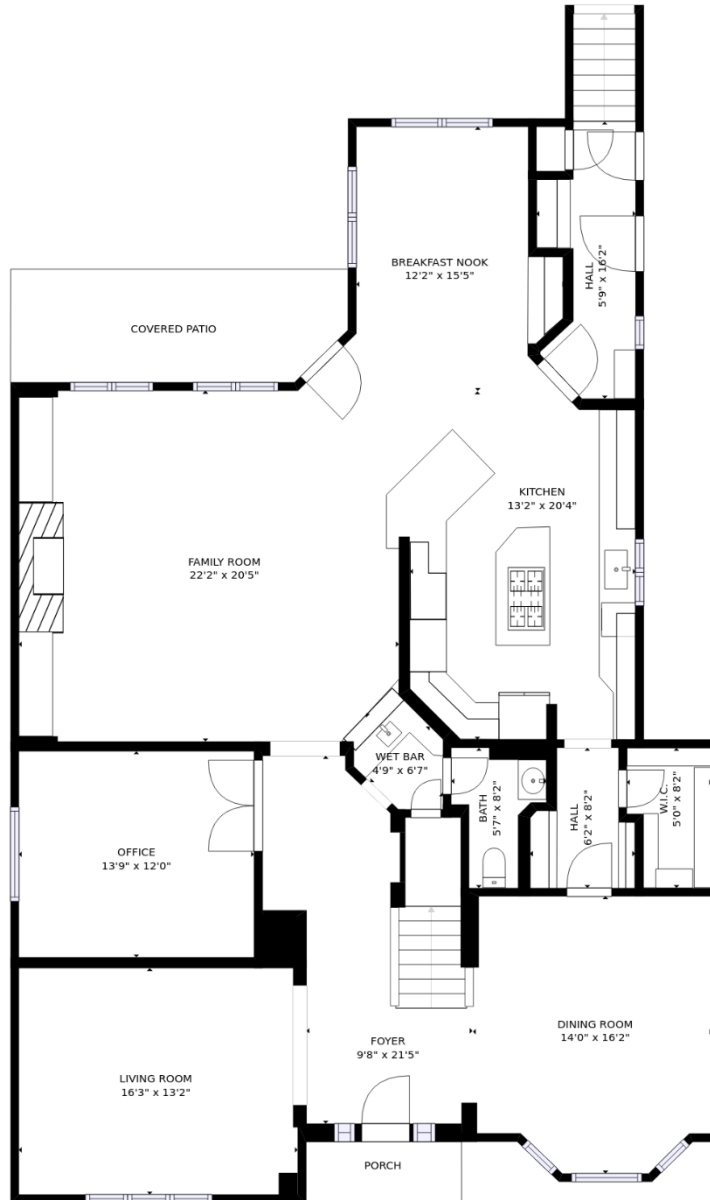 BREAKFAST NOOK
12'2" x 15'5"
HALL
5'9" x 16'2"
COVERED PATIO
KITCHEN
13'2" x 20'4"
FAMILY ROOM
22'2" x 20'5"
WET BAR
4'9" x 6'7"
BATH
5'7" x 8'2"
HALL
6'2" x 8'2"
W.I.C.
5'0" x 8'2"
OFFICE
13'9" x 12'0"
DINING ROOM
14'0" x 16'2"
FOYER
9'8" x 21'5"
LIVING ROOM
16'3" x 13'2"
PORCH